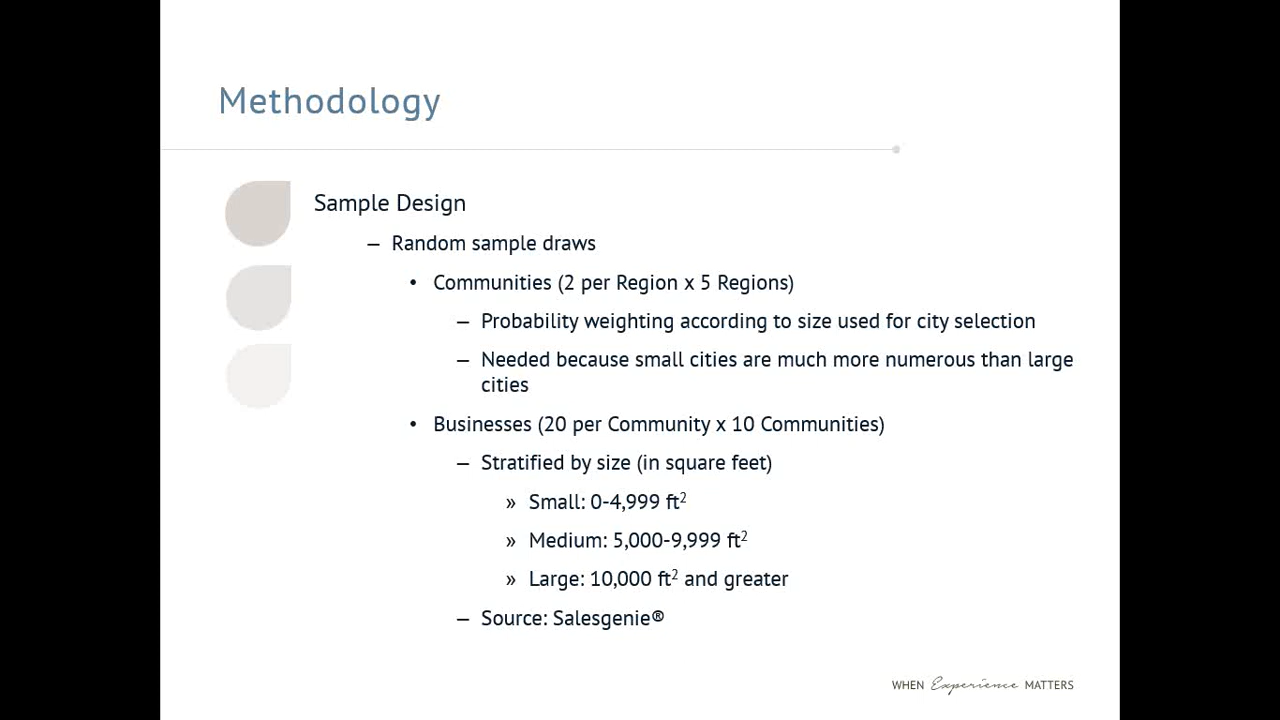 Methodology
Sample Design
– Random sample draws
• Communities (2 per Region x 5 Regions)
– Probability weighting according to size used for city selection
– Needed because small cities are much more numerous than large
cities
• Businesses (20 per Community x 10 Communities)
– Stratified by size (in square feet)
» Small: 0-4,999 ft²
» Medium: 5,000-9,999 ft²
» Large: 10,000 ft² and greater
– Source: Salesgenie®
WHEN Experience MATTERS